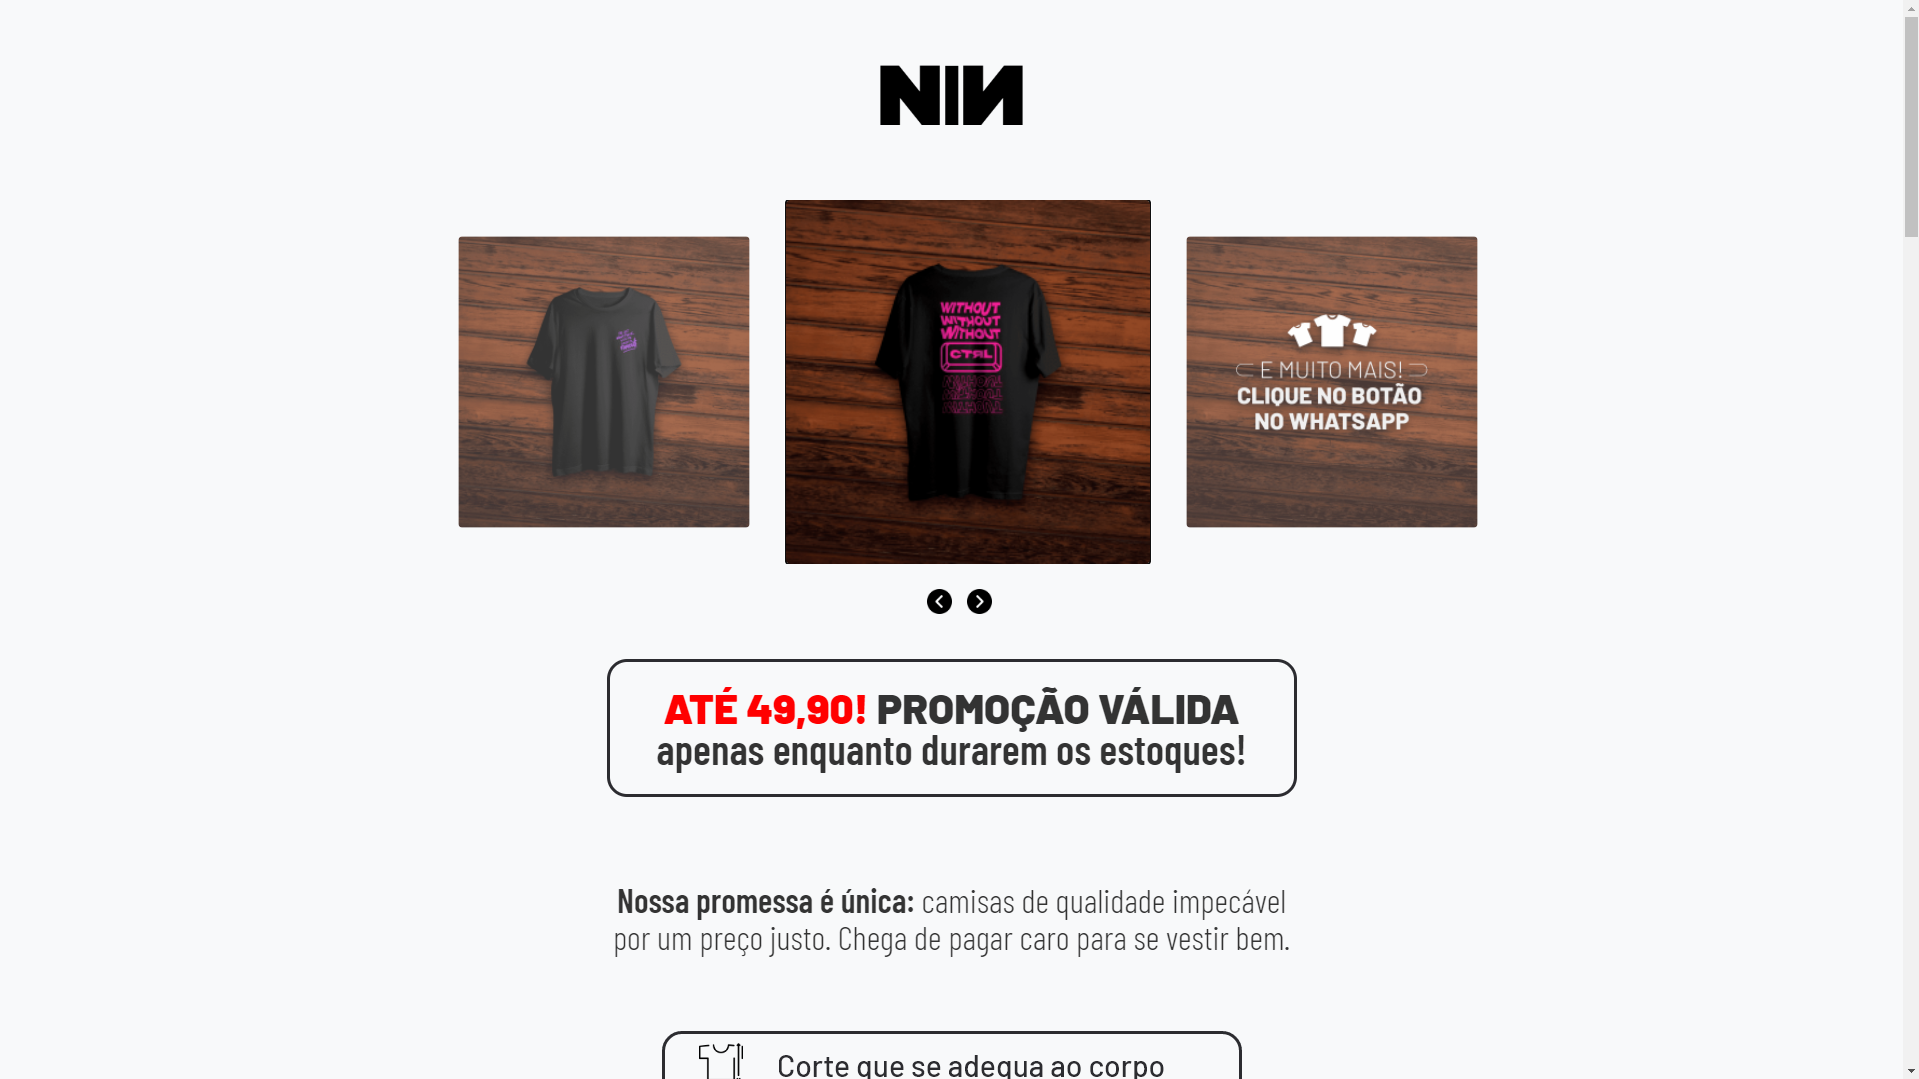 NIN
WITHOUT
WITHOUT
WITHOUT
CTRL
E MUITO MAIS!
CLIQUE NO BOTÃO
NO WHATSAPP
ATÉ 49,90! PROMOÇÃO VÁLIDA
apenas enquanto durarem os estoques!
Nossa promessa é única: camisas de qualidade impecável
por um preço justo. Chega de pagar caro para se vestir bem.
Corte que se adequa ao corpo